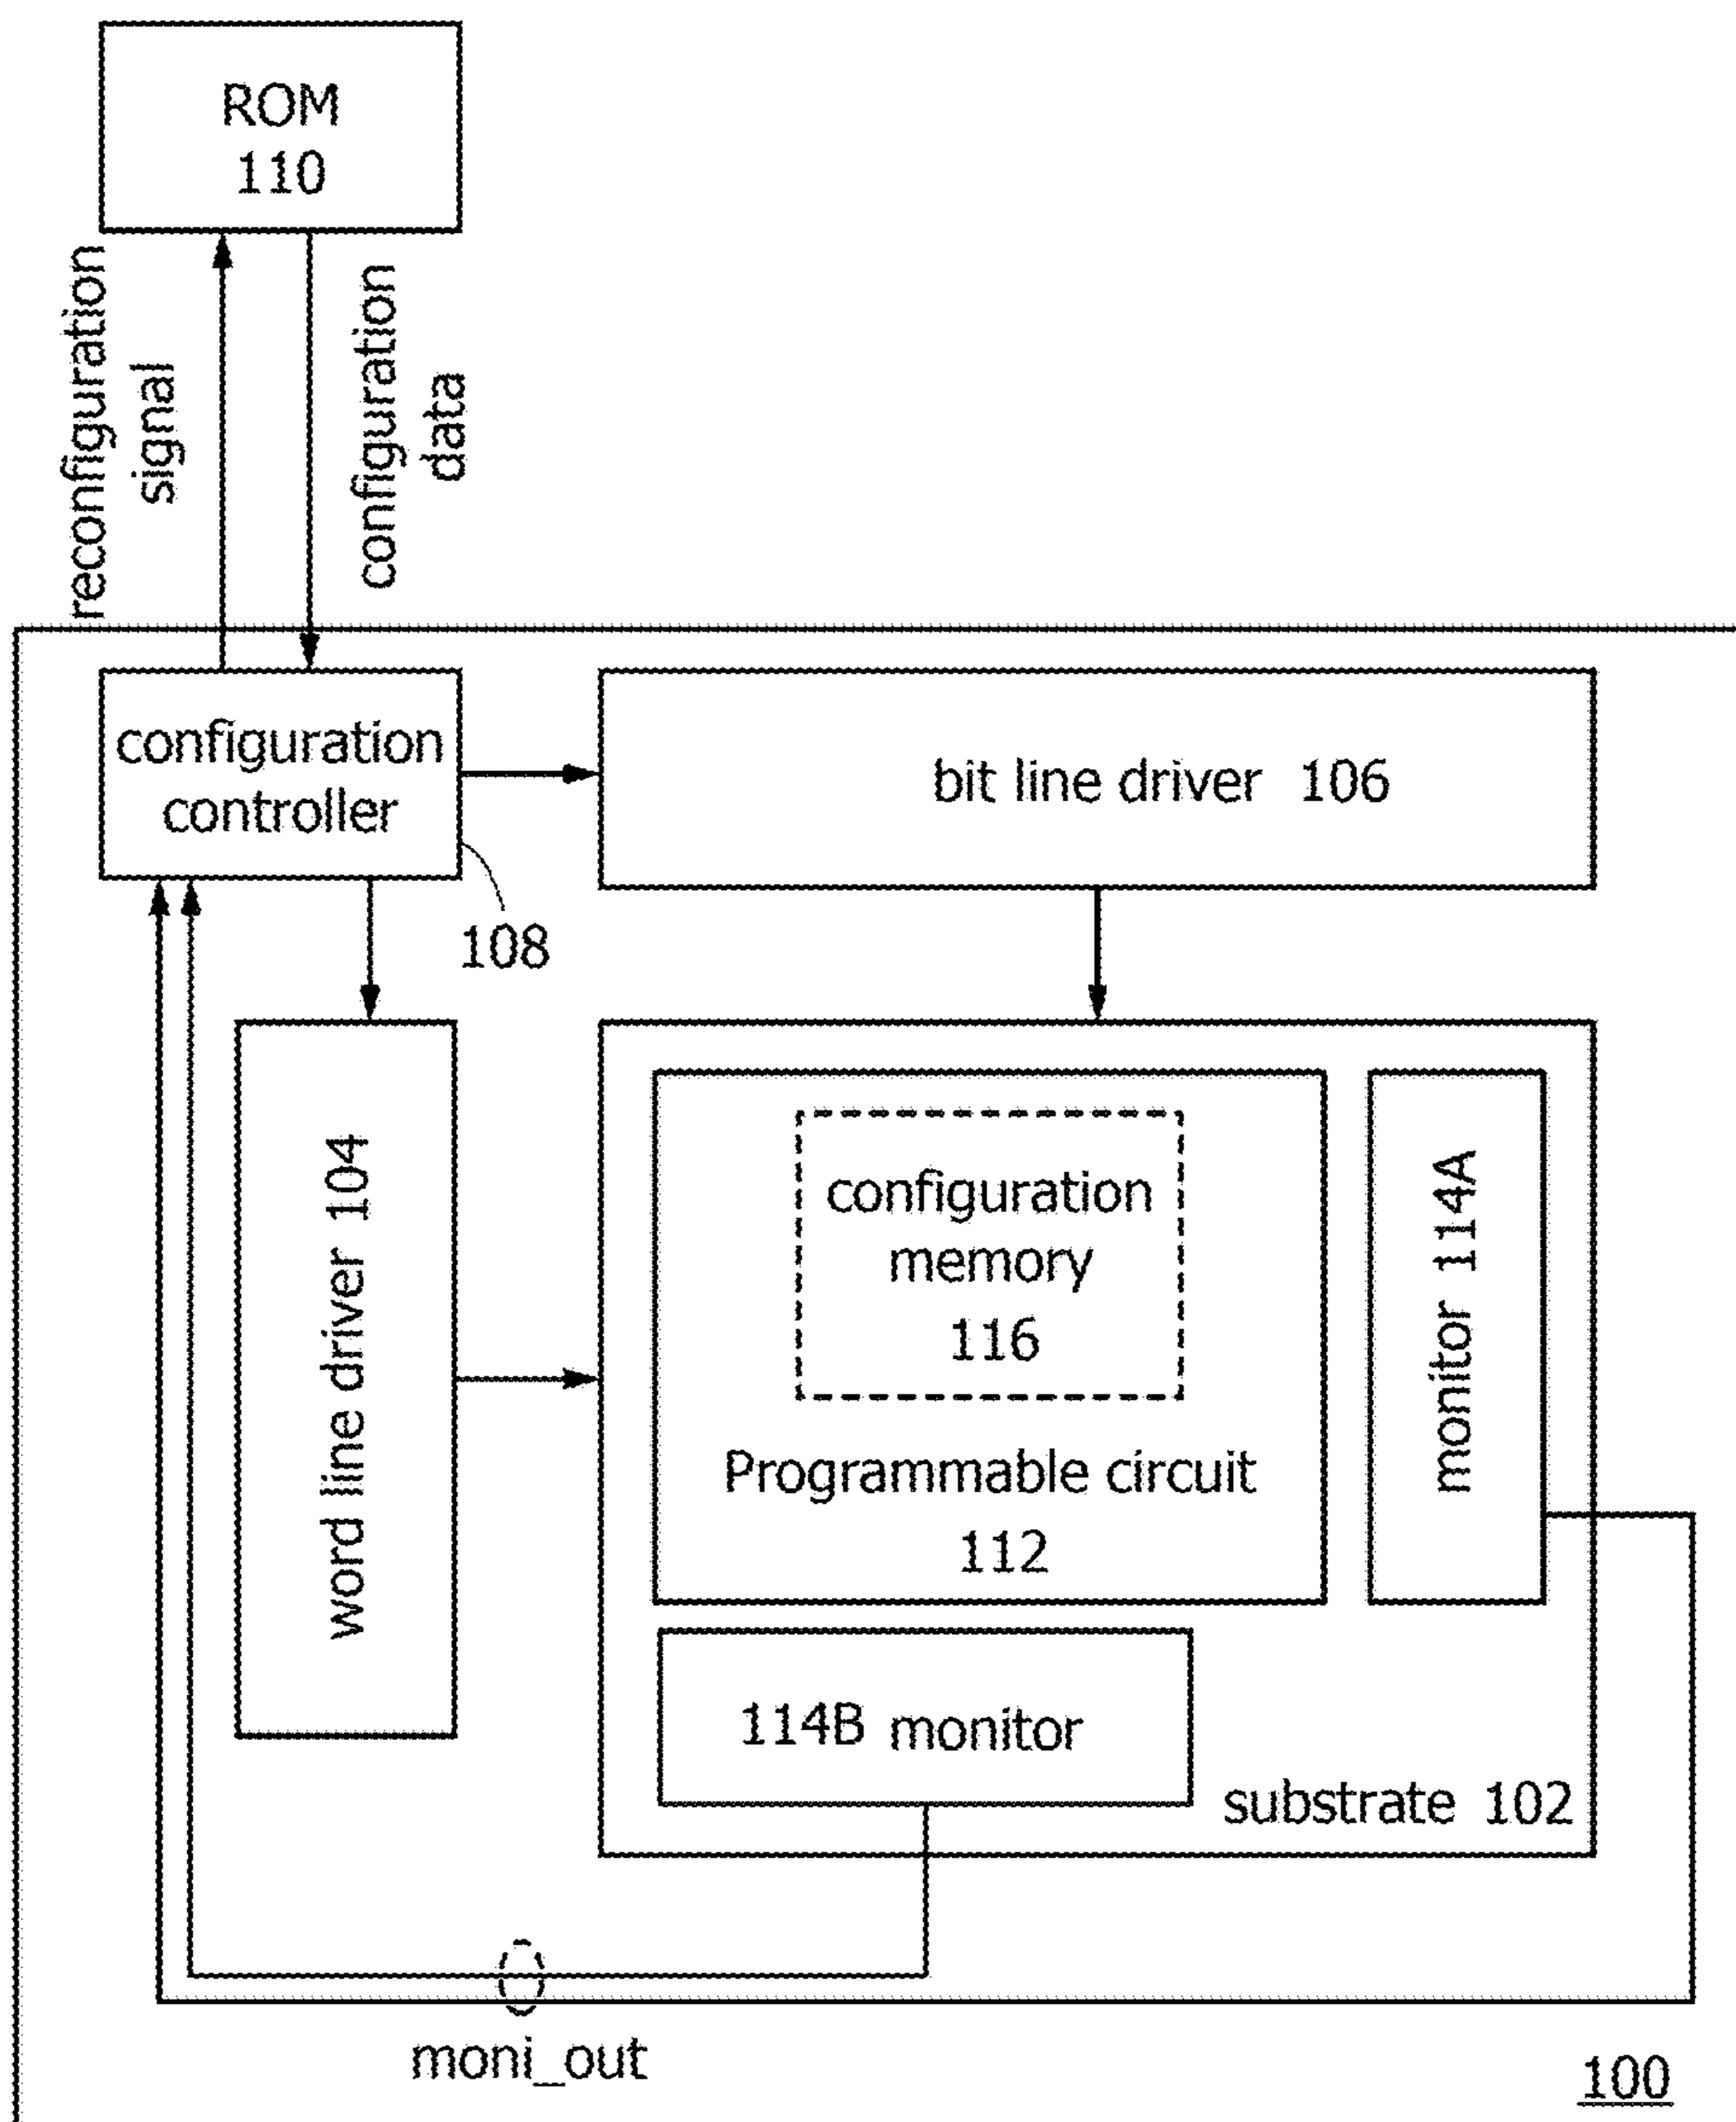 ROM
110
reconfiguration
signal
configuration
data
configuration
controller
108
bit line driver 106
word line driver 104
configuration
memory
116
Programmable circuit
112
monitor 114A
114B monitor
substrate 102
moni_out
100